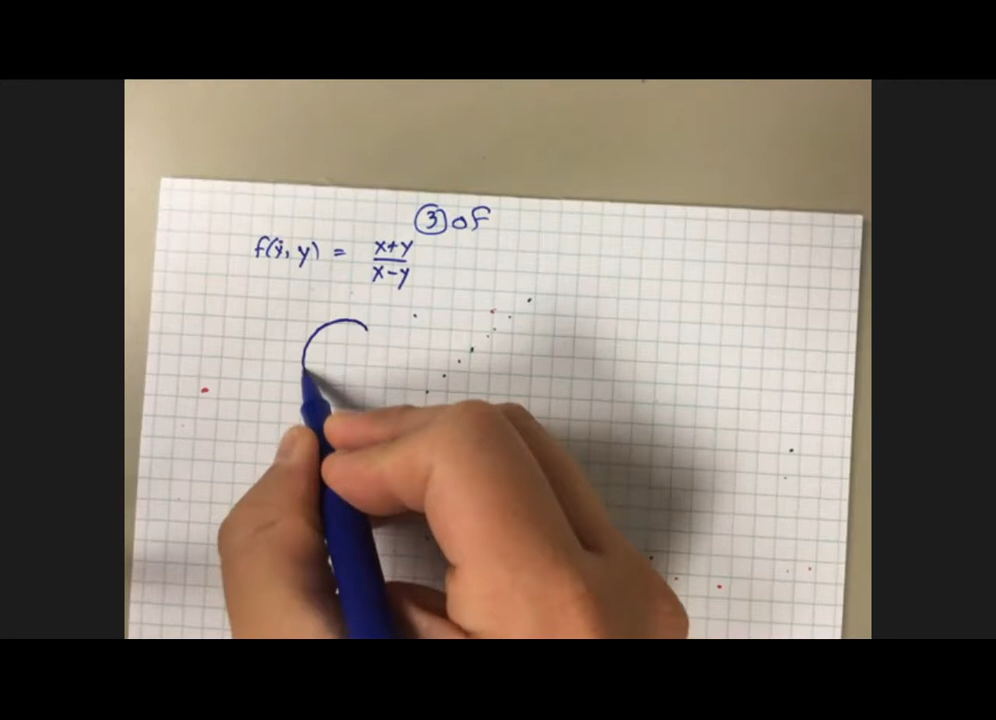 ③ of
f(x, y) = x+y / x-y